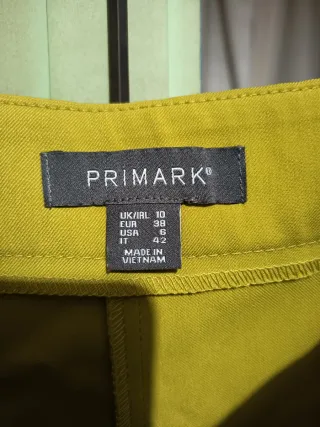 PRIMARK®
UK/IRL 10
EUR 38
USA 6
IT 42
MADE IN
VIETNAM